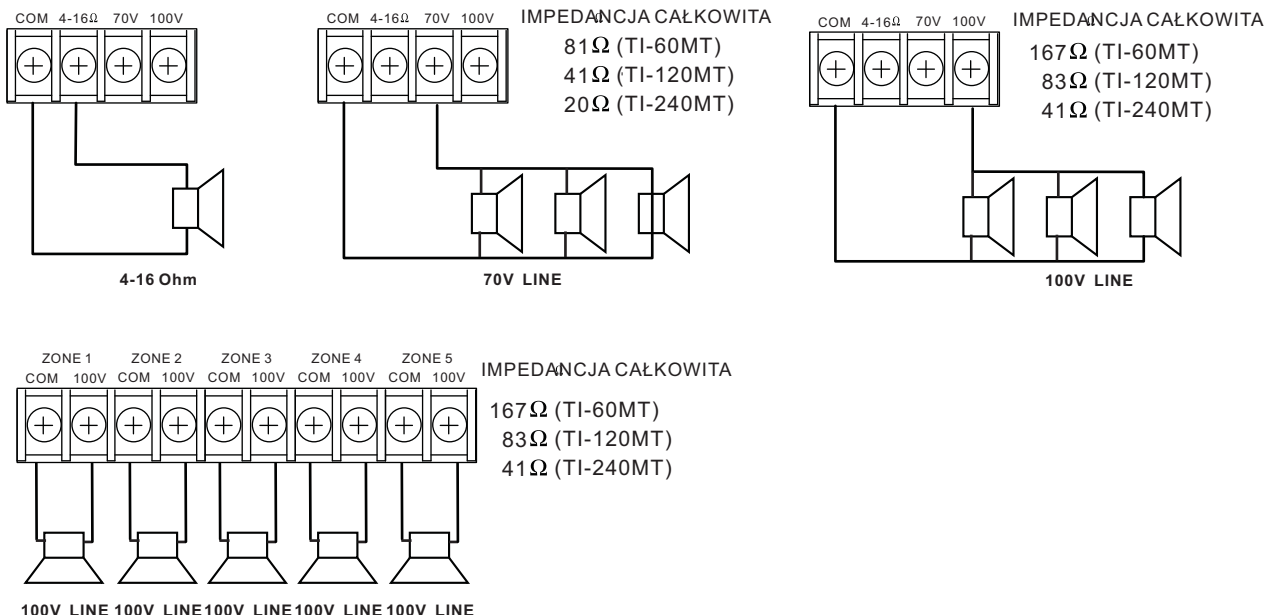 COM 4-16Ω 70V 100V
4-16 Ohm
COM 4-16Ω 70V 100V
IMPEDANCJA CAŁKOWITA
81Ω (TI-60MT)
41Ω (TI-120MT)
20Ω (TI-240MT)
70V LINE
COM 4-16Ω 70V 100V
IMPEDANCJA CAŁKOWITA
167Ω (TI-60MT)
83Ω (TI-120MT)
41Ω (TI-240MT)
100V LINE
ZONE 1 ZONE 2 ZONE 3 ZONE 4 ZONE 5
COM 100V COM 100V COM 100V COM 100V COM 100V
IMPEDANCJA CAŁKOWITA
167Ω (TI-60MT)
83Ω (TI-120MT)
41Ω (TI-240MT)
100V LINE 100V LINE 100V LINE 100V LINE 100V LINE